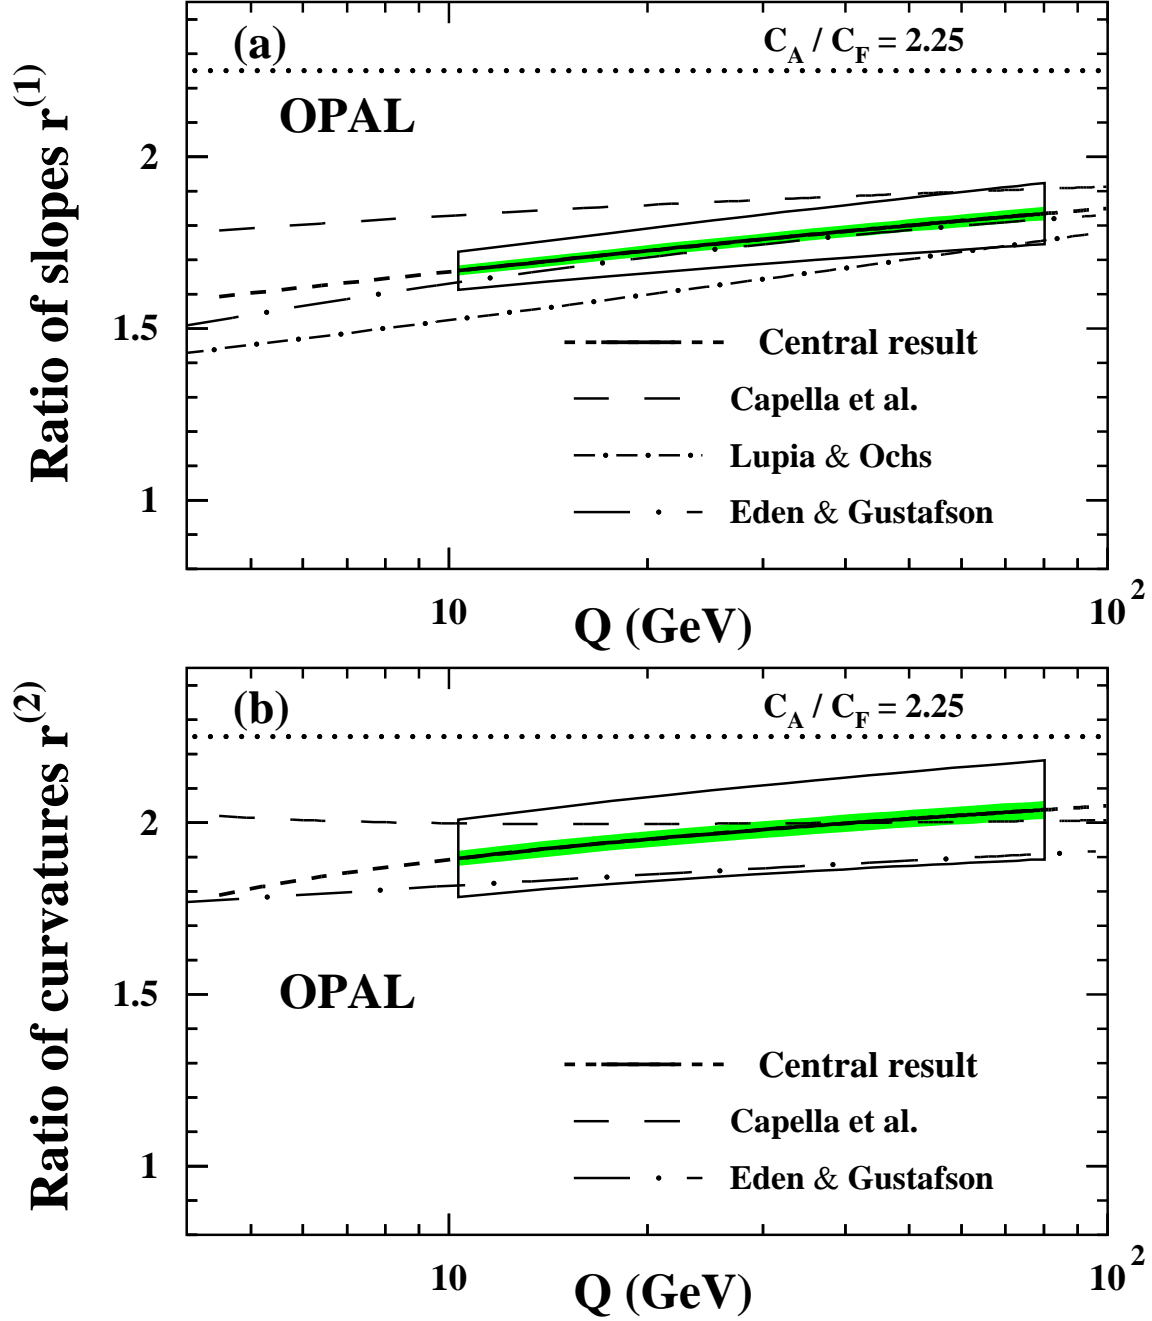 (a)
C_A / C_F = 2.25
OPAL
Ratio of slopes r^(1)
2
1.5
1
Central result
Capella et al.
Lupia & Ochs
Eden & Gustafson
10
10^2
Q (GeV)
(b)
C_A / C_F = 2.25
Ratio of curvatures r^(2)
2
1.5
1
OPAL
Central result
Capella et al.
Eden & Gustafson
10
10^2
Q (GeV)